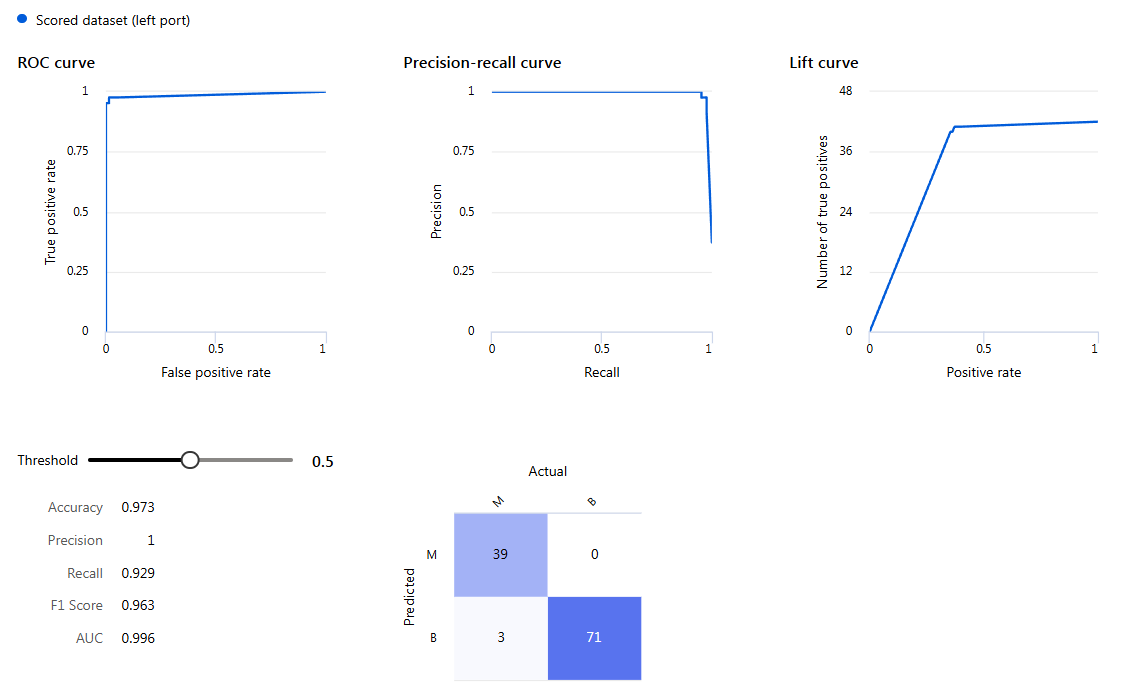 Scored dataset (left port)
ROC curve
1
0.75
0.5
0.25
0
0
0.5
1
True positive rate
False positive rate
Precision-recall curve
1
0.75
0.5
0.25
0
0
0.5
1
Precision
Recall
Lift curve
48
36
24
12
0
0
0.5
1
Number of true positives
Positive rate
Threshold
0.5
Accuracy 0.973
Precision 1
Recall 0.929
F1 Score 0.963
AUC 0.996
Actual
M B
Predicted
M 39 0
B 3 71